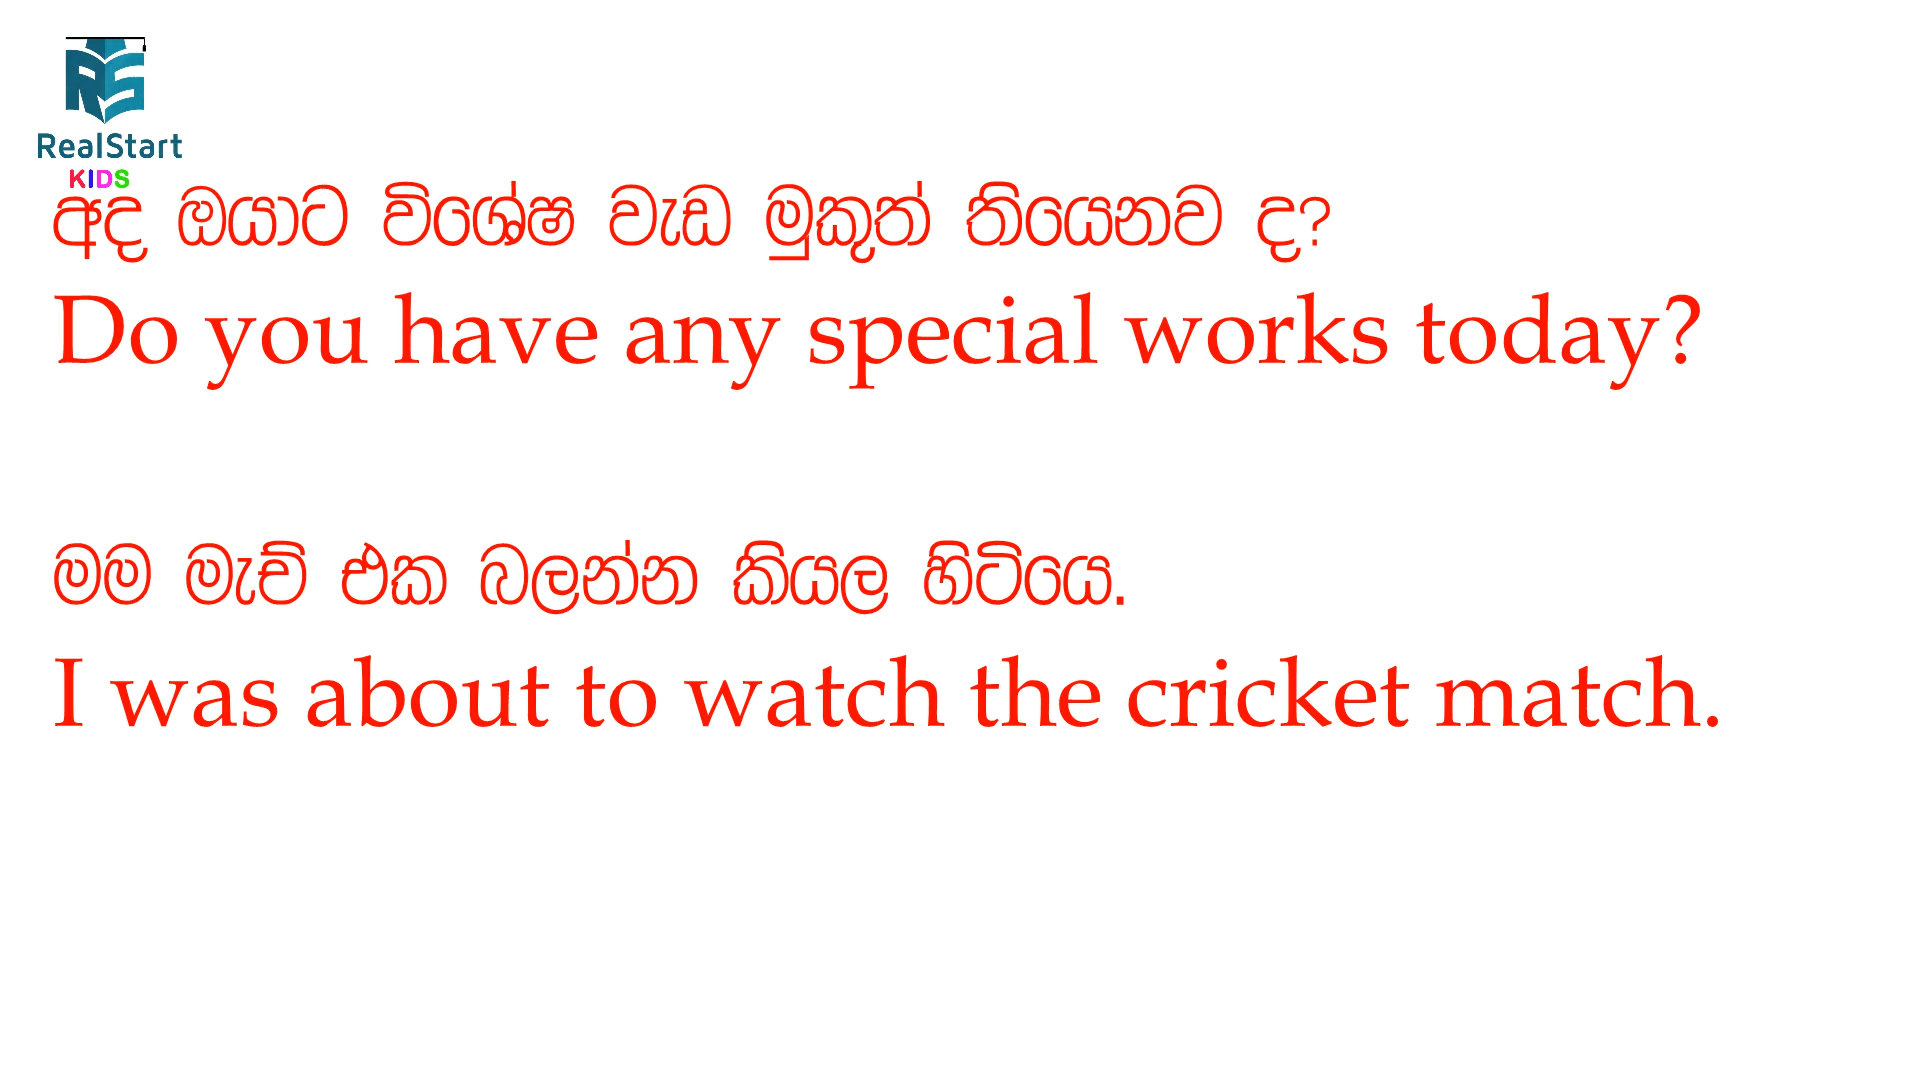 RS
RealStart
KIDS
අද ඔයාට විශේෂ වැඩ මුකුත් තියෙනව ද?
Do you have any special works today?
මම මැච් එක බලන්න කියල හිටියෙ.
I was about to watch the cricket match.